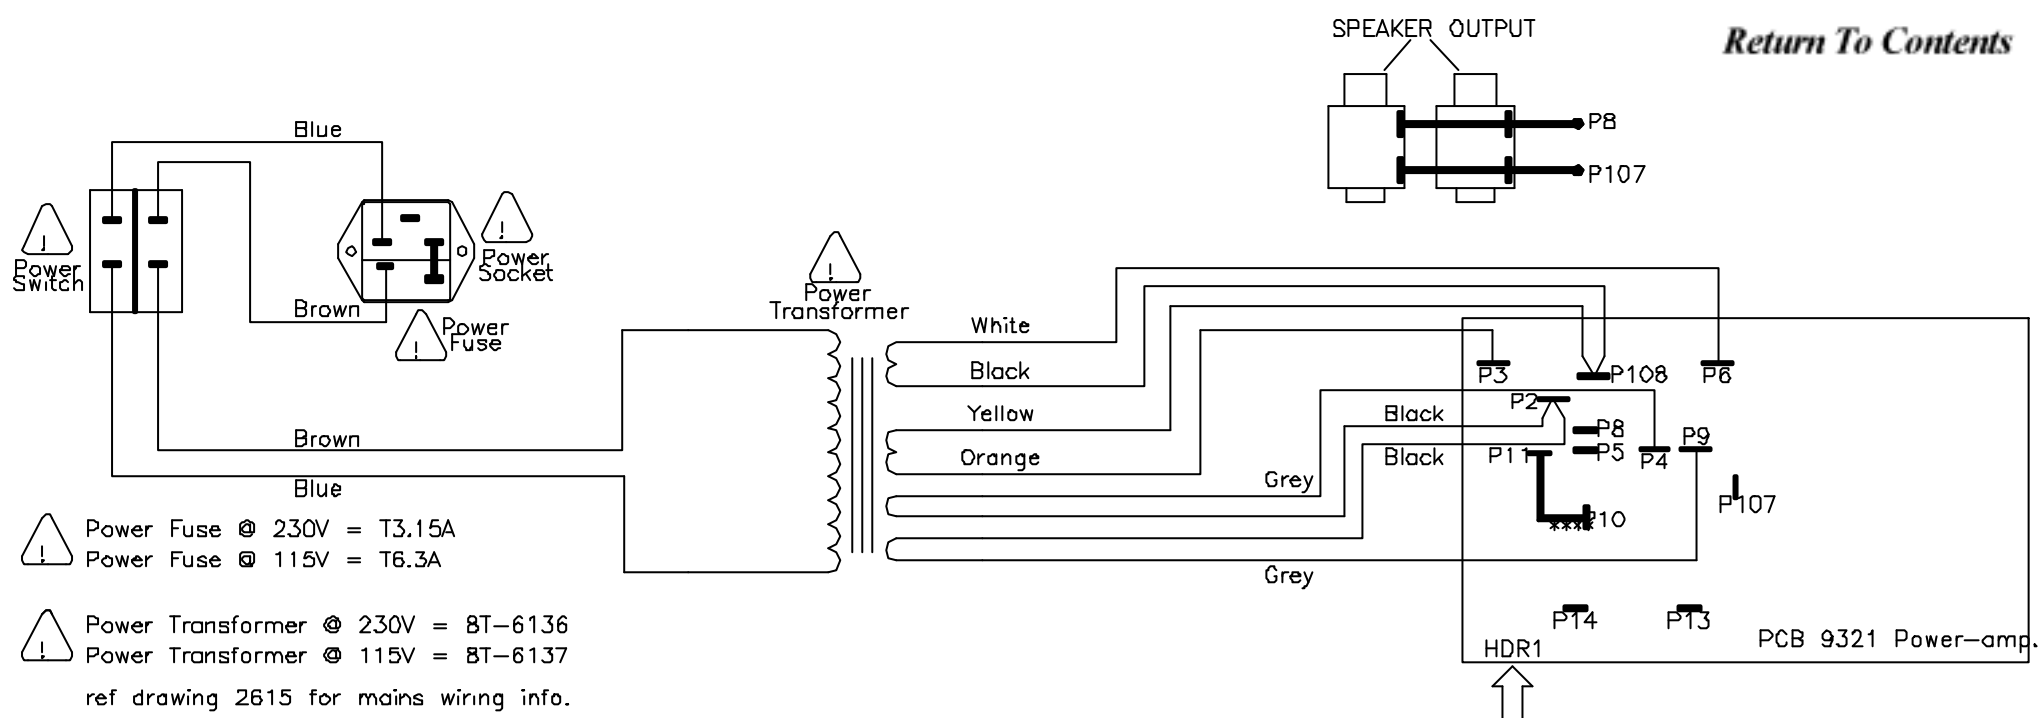 SPEAKER OUTPUT
Return To Contents
P8
P107
Blue
Power
Switch
Power
Socket
Brown
Power
Fuse
Power
Transformer
White
Black
Yellow
Orange
Grey
Grey
Black
Black
Brown
Blue
P3
P108
P6
P2
P8
P5
P11
P4
P9
P107
P10
P14
P13
HDR1
PCB 9321 Power-amp.
! Power Fuse @ 230V = T3.15A
Power Fuse @ 115V = T6.3A
! Power Transformer @ 230V = 8T-6136
Power Transformer @ 115V = 8T-6137
ref drawing 2615 for mains wiring info.